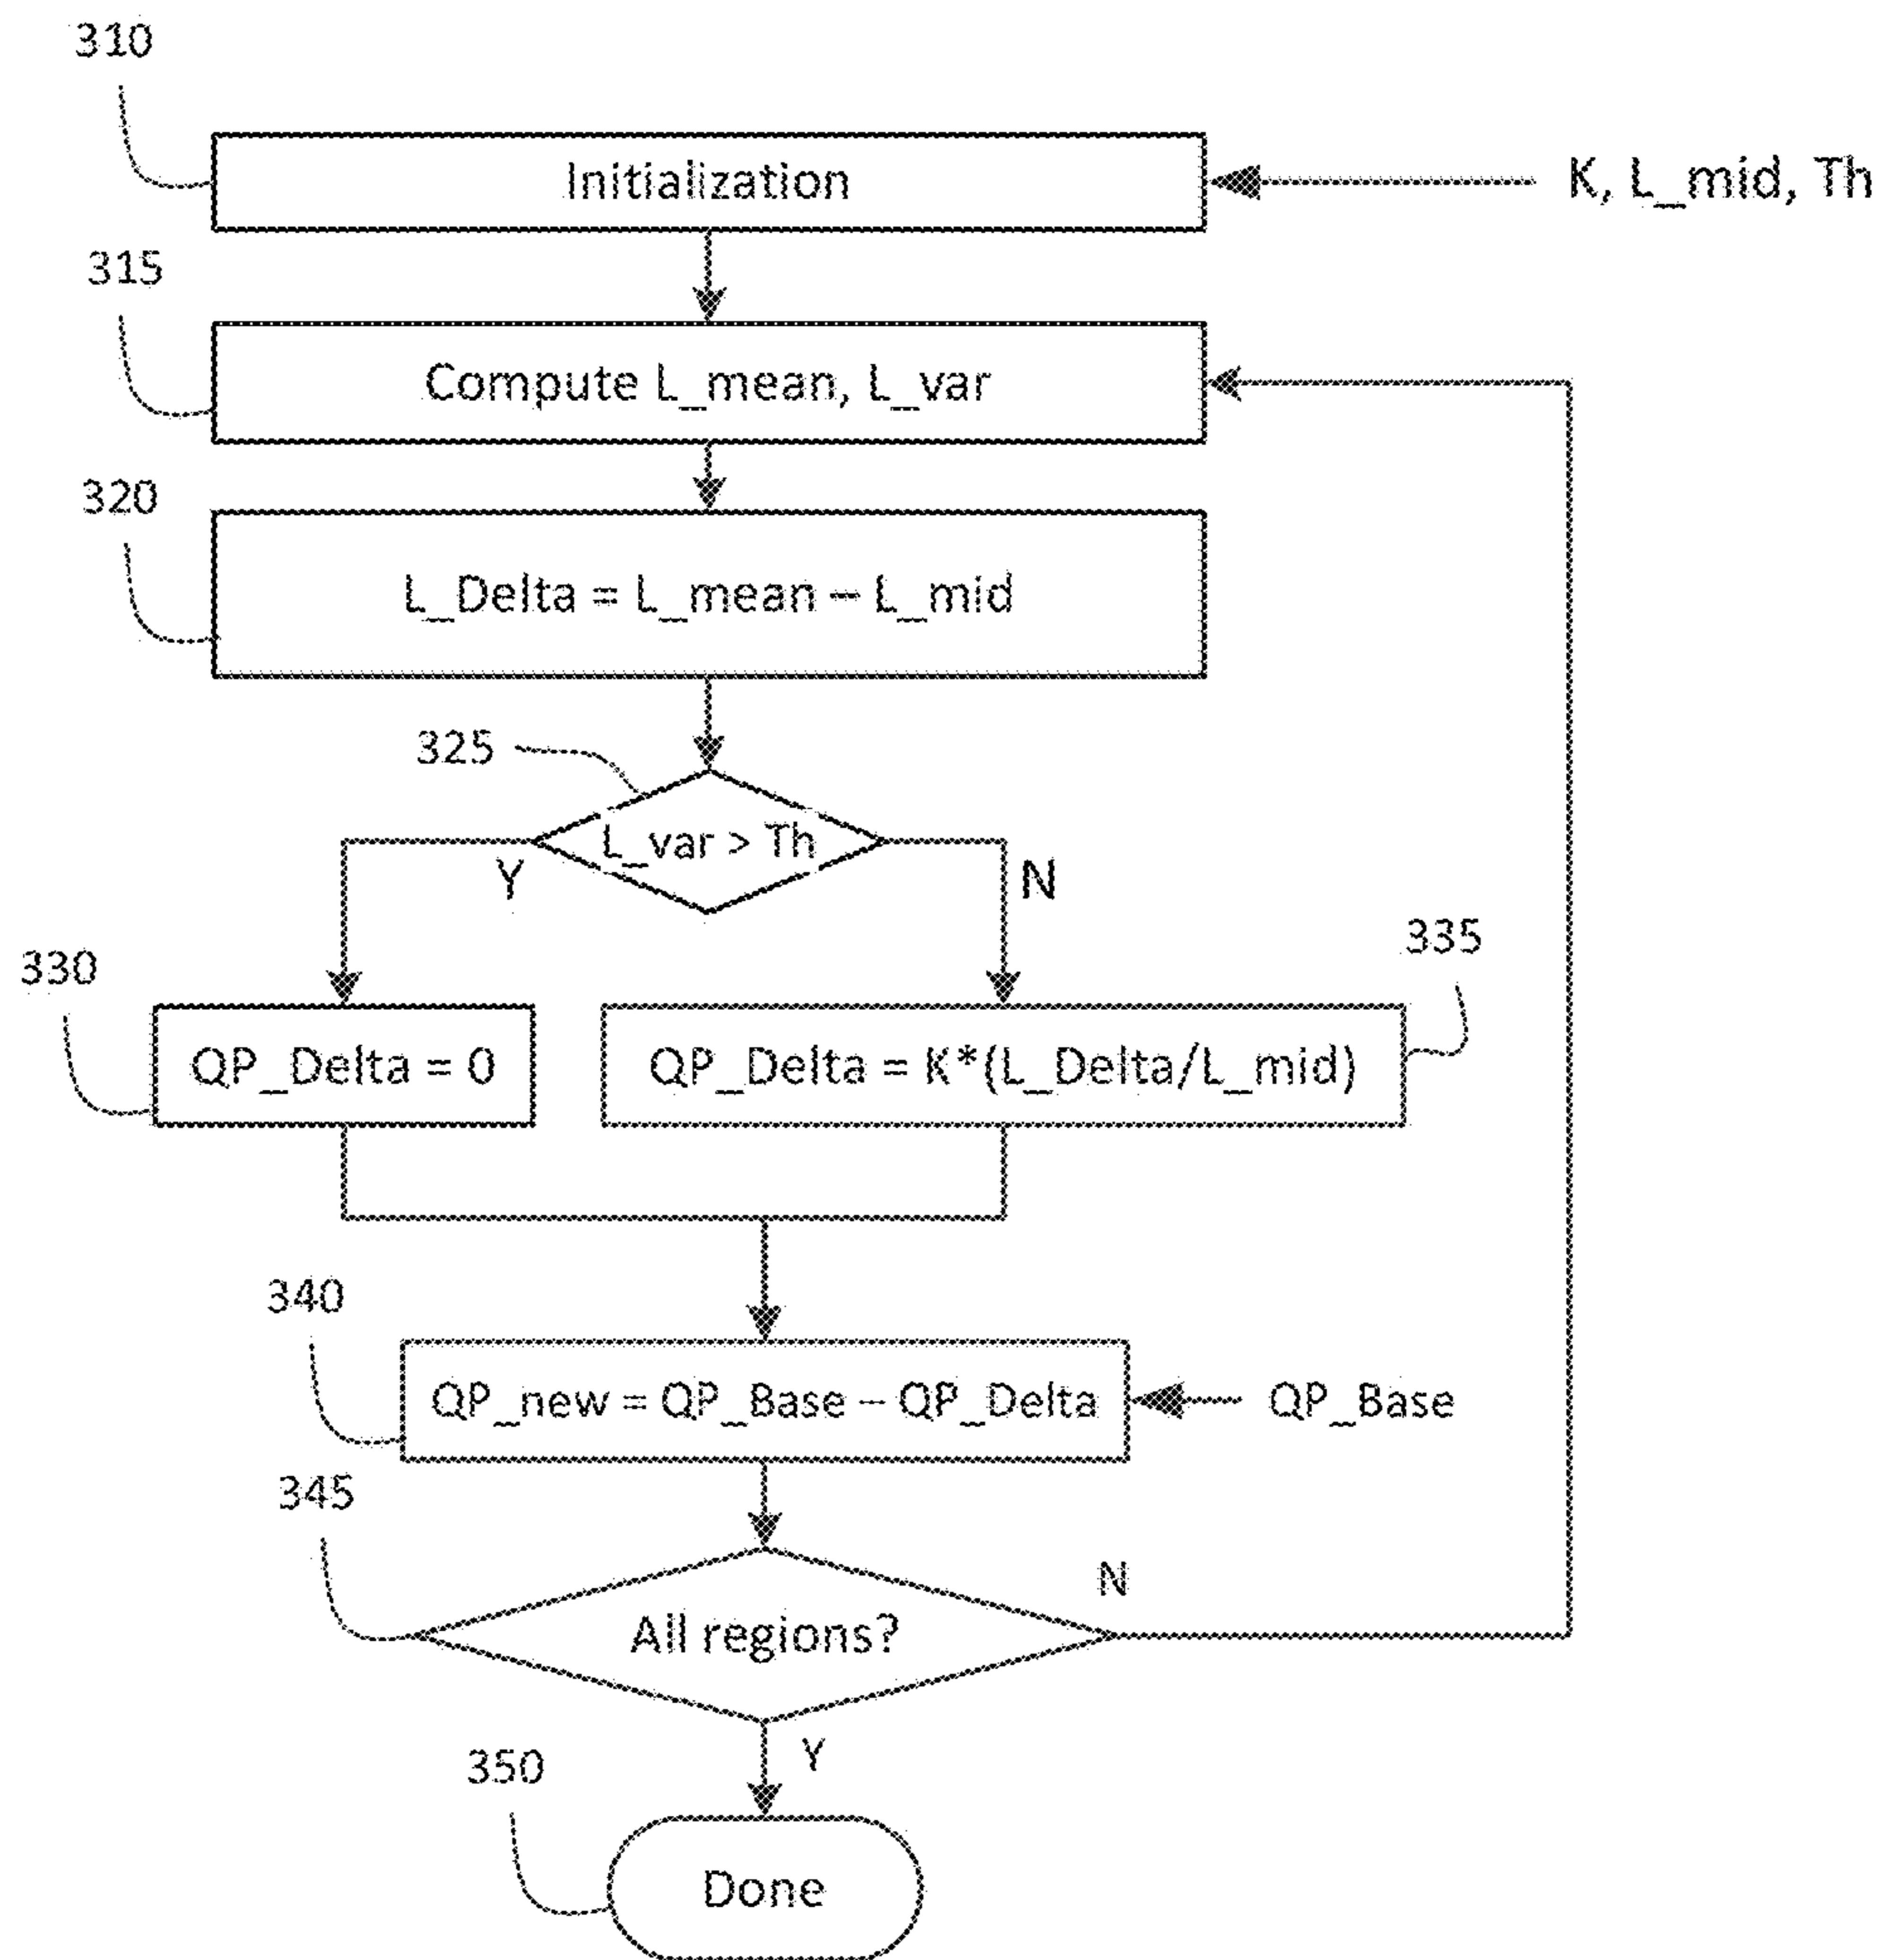 310
Initialization
K, L_mid, Th
315
Compute L_mean, L_var
320
L_Delta = L_mean – L_mid
325
L_var > Th
Y
N
335
330
QP_Delta = 0
QP_Delta = K*(L_Delta/L_mid)
340
QP_new = QP_Base – QP_Delta
QP_Base
345
N
All regions?
Y
350
Done